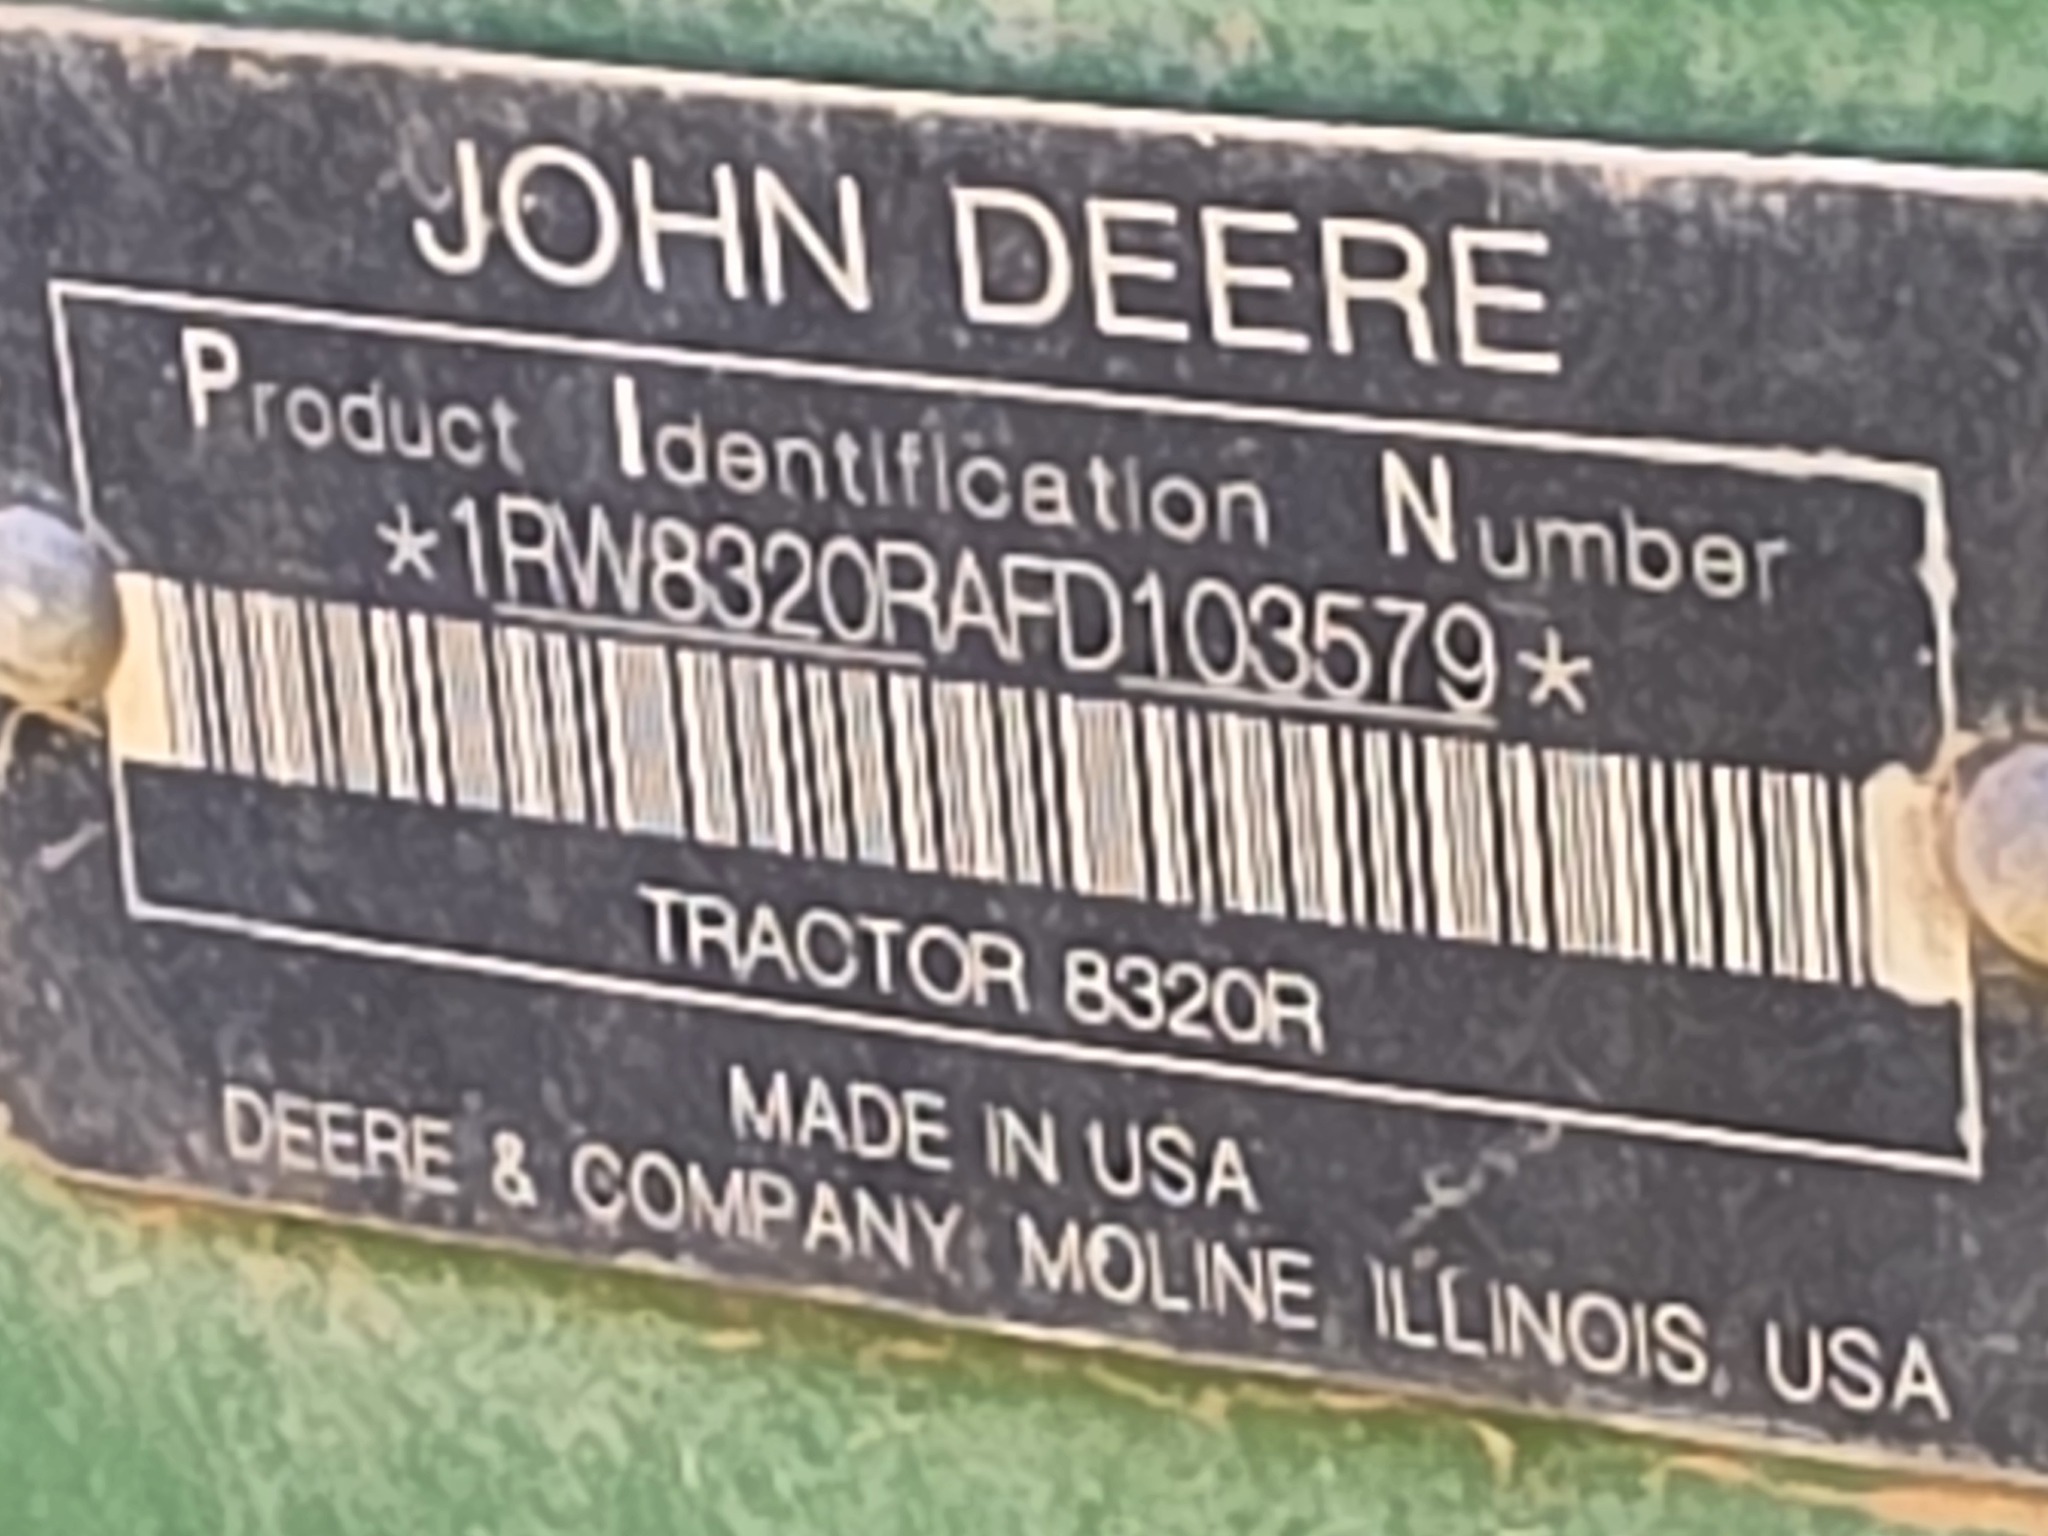 JOHN DEERE
Product Identification Number
*1RW8320RAFD103579*
TRACTOR 8320R
MADE IN USA
DEERE & COMPANY MOLINE ILLINOIS, USA